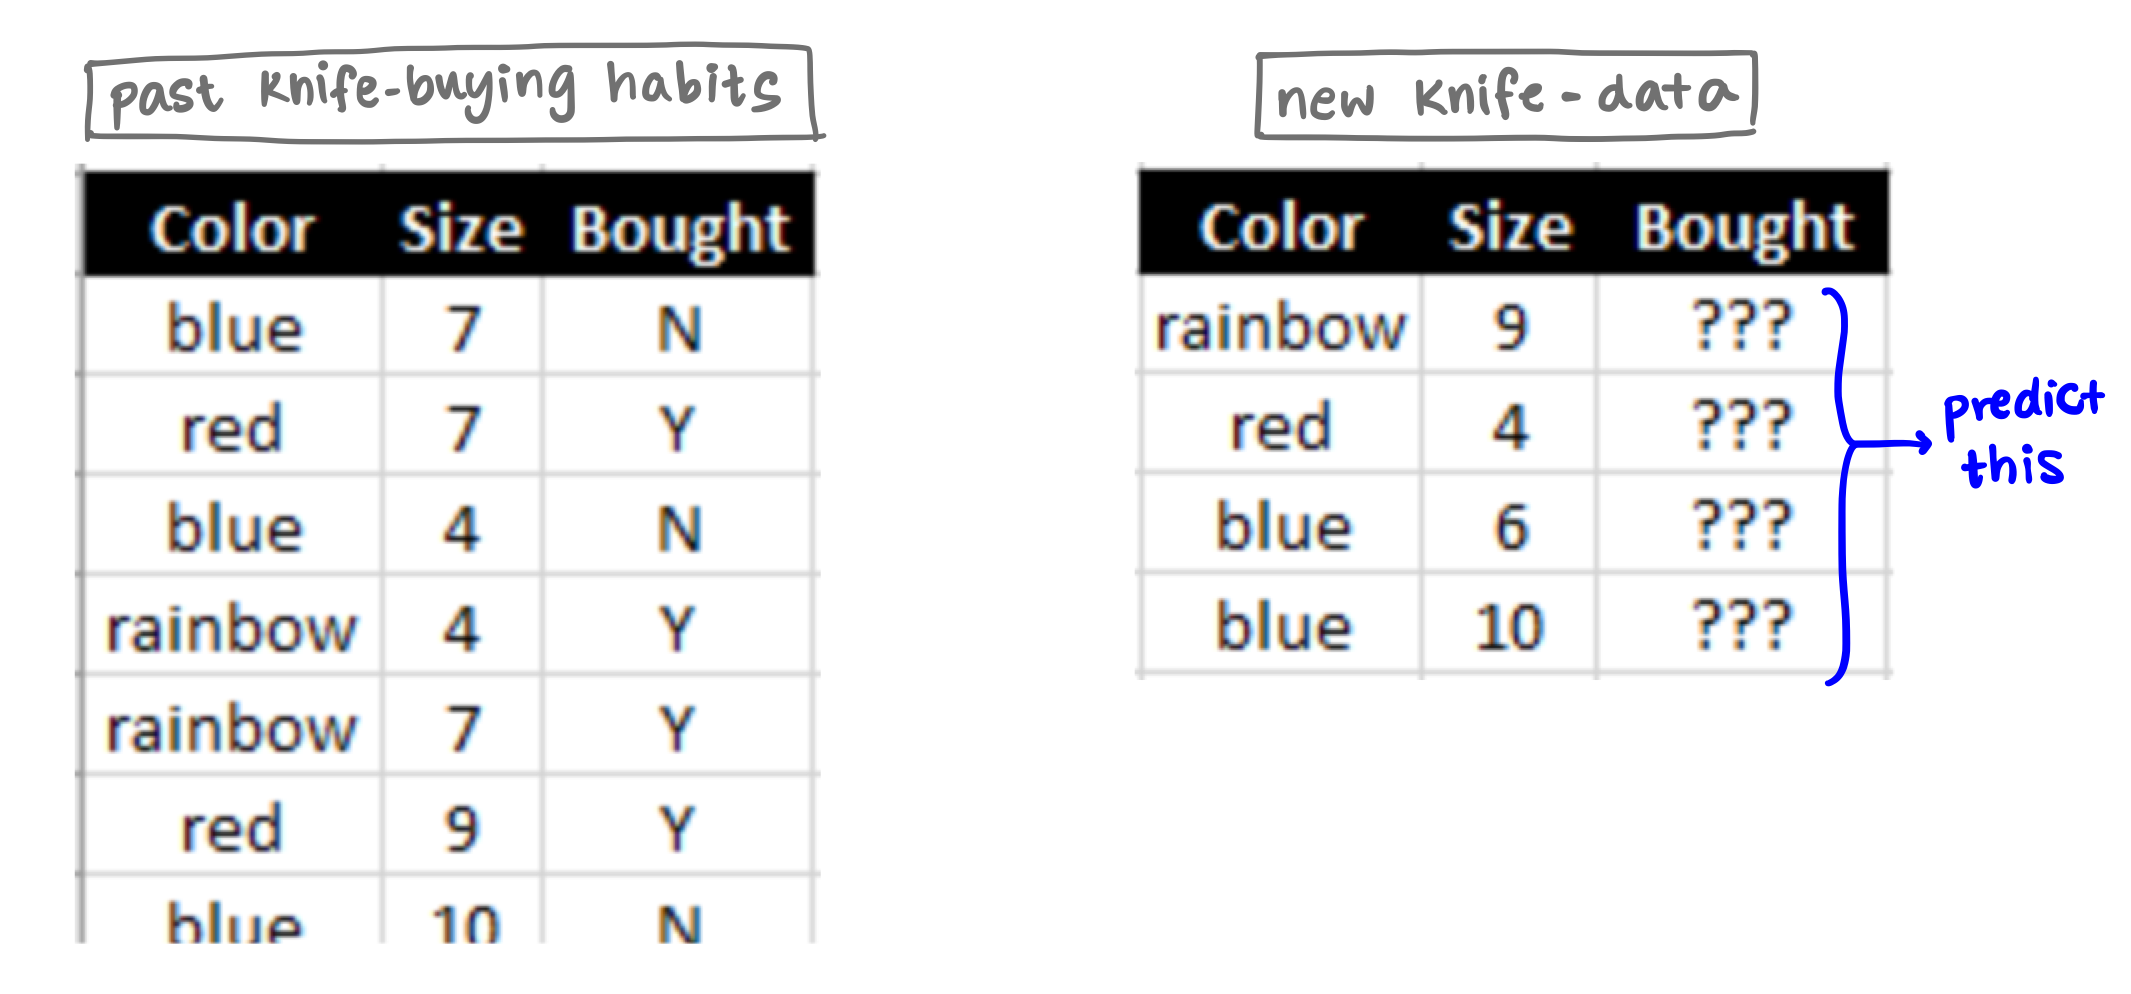 past knife-buying habits
Color Size Bought
blue 7 N
red 7 Y
blue 4 N
rainbow 4 Y
rainbow 7 Y
red 9 Y
blue 10 N
new knife-data
Color Size Bought
rainbow 9 ???
red 4 ???
blue 6 ???
blue 10 ???
predict
this